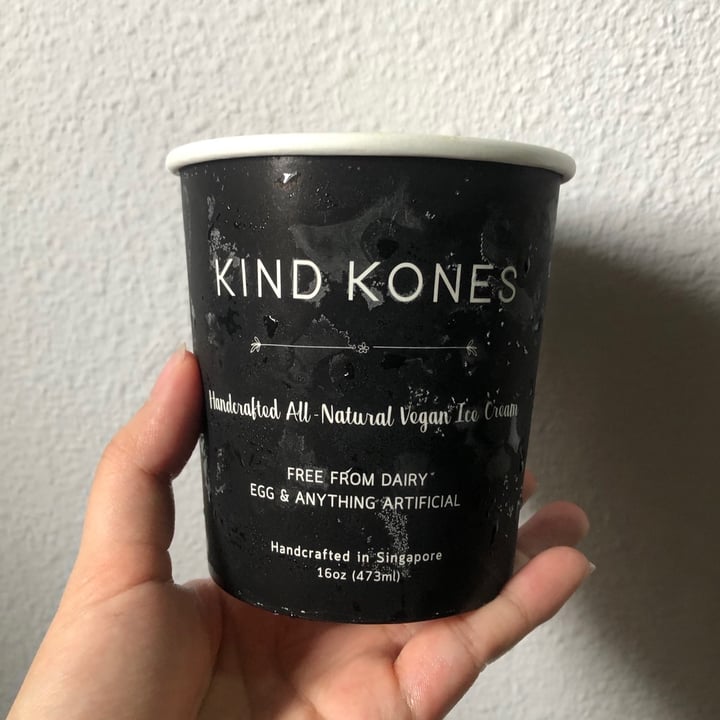 KIND KONES
Handcrafted All-Natural Vegan Ice Cream
FREE FROM DAIRY
EGG & ANYTHING ARTIFICIAL
Handcrafted in Singapore
16oz (473ml)